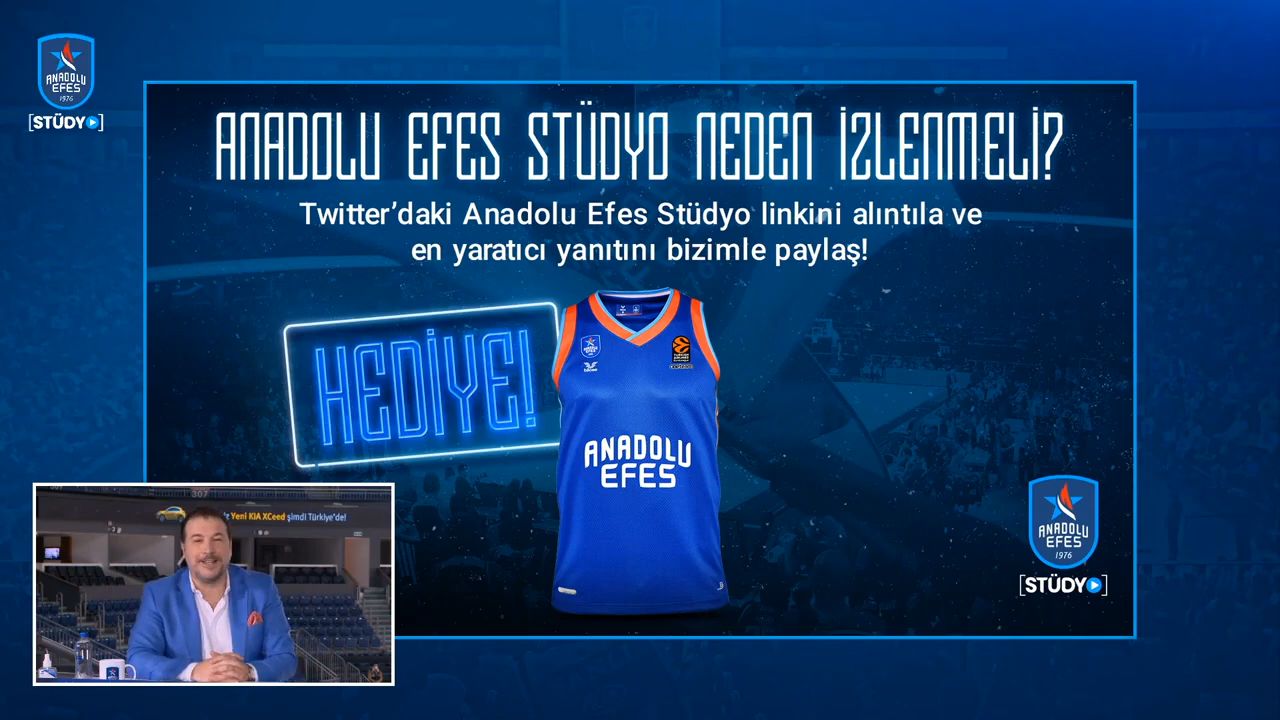 ANADOLU
EFES
1976
[STÜDYO]
ANADOLU EFES STÜDYO NEDEN İZLENMELİ?
Twitter’daki Anadolu Efes Stüdyo linkini alıntıla ve
en yaratıcı yanıtını bizimle paylaş!
HEDİYE!
ANADOLU
EFES
307
Yeni KIA XCeed şimdi Türkiye'de!
ANADOLU
EFES
1976
[STÜDYO]